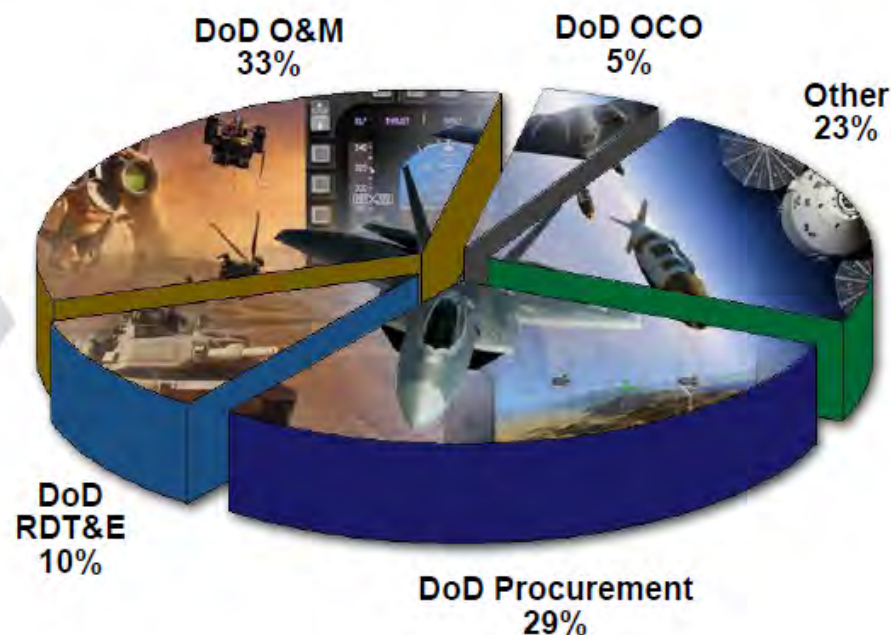 DoD O&M
33%
DoD OCO
5%
Other
23%
DoD
RDT&E
10%
DoD Procurement
29%